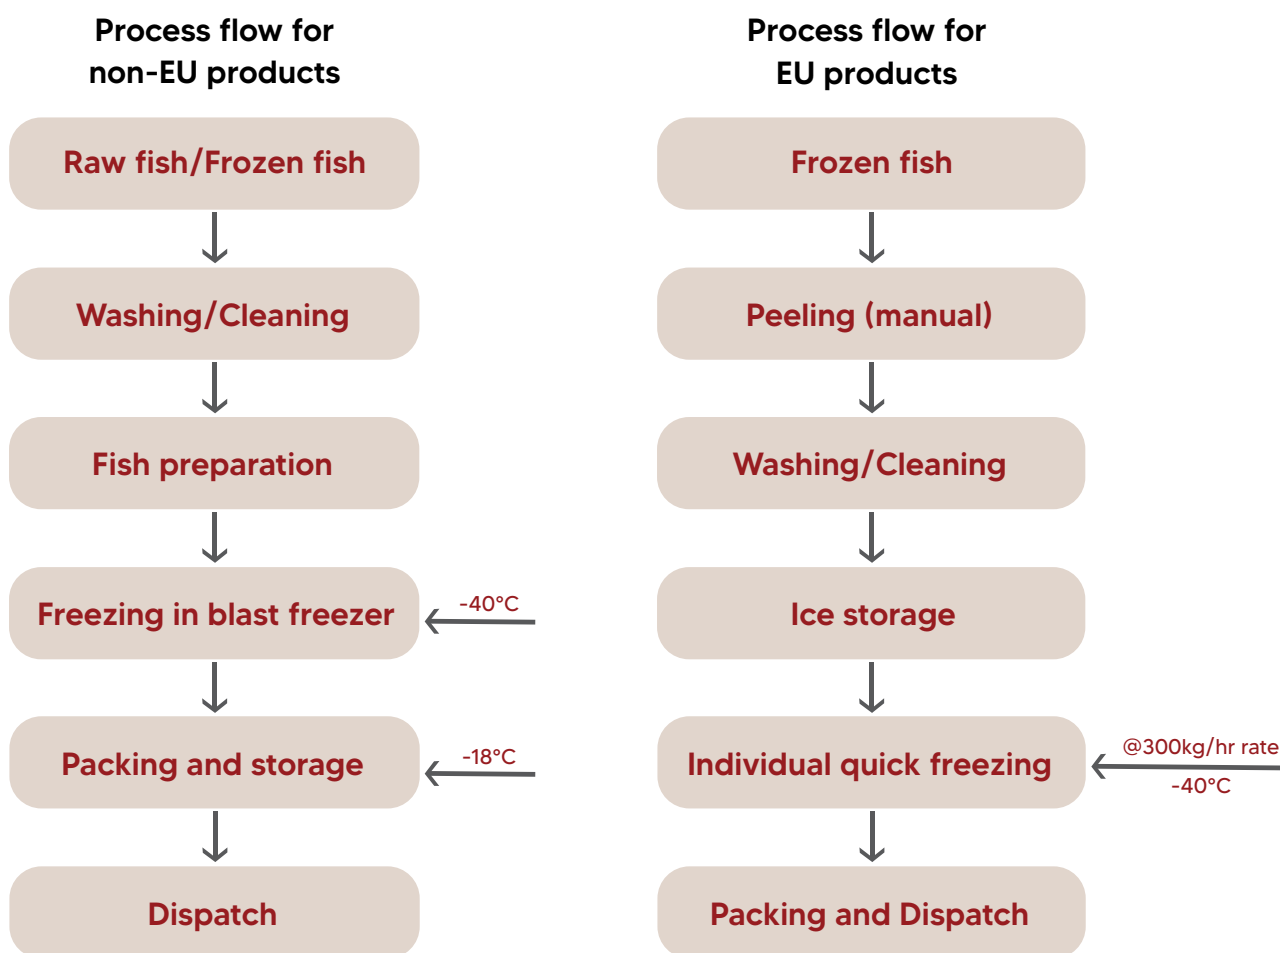 Process flow for
non-EU products
Raw fish/Frozen fish
Washing/Cleaning
Fish preparation
Freezing in blast freezer
-40°C
Packing and storage
-18°C
Dispatch
Process flow for
EU products
Frozen fish
Peeling (manual)
Washing/Cleaning
Ice storage
Individual quick freezing
@300kg/hr rate
-40°C
Packing and Dispatch